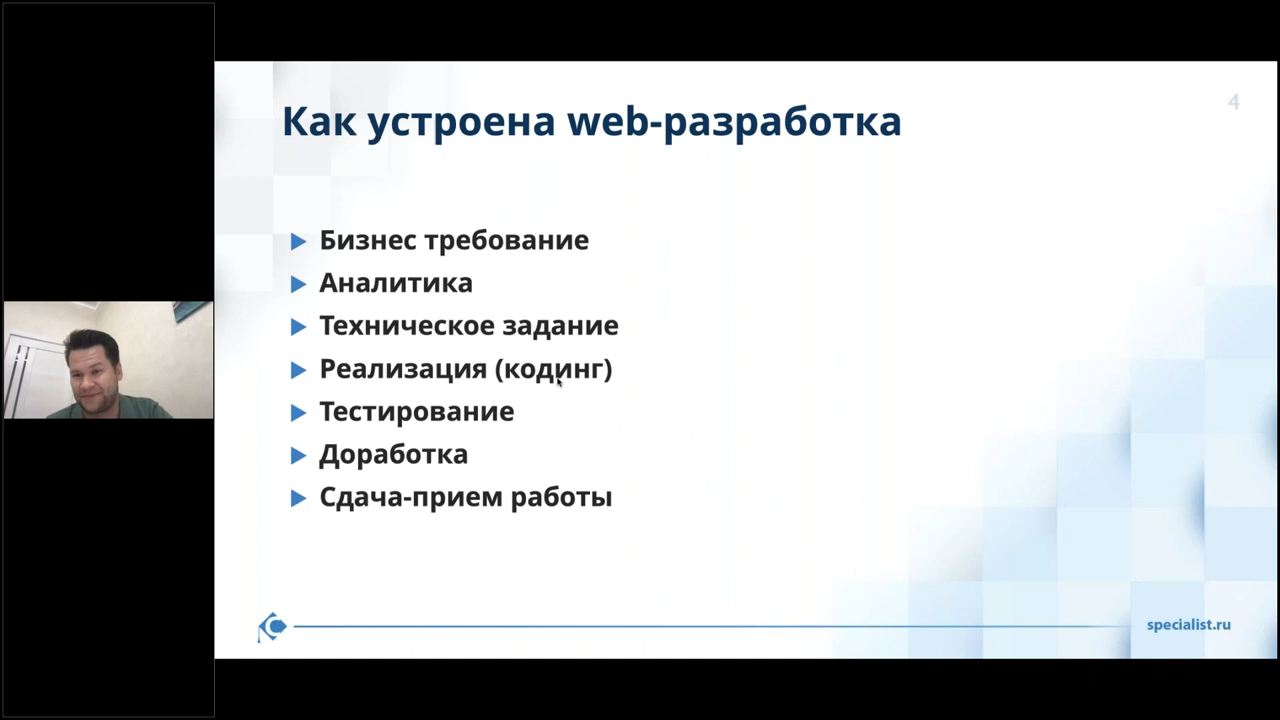 4
Как устроена web-разработка
Бизнес требование
Аналитика
Техническое задание
Реализация (кодинг)
Тестирование
Доработка
Сдача-прием работы
specialist.ru